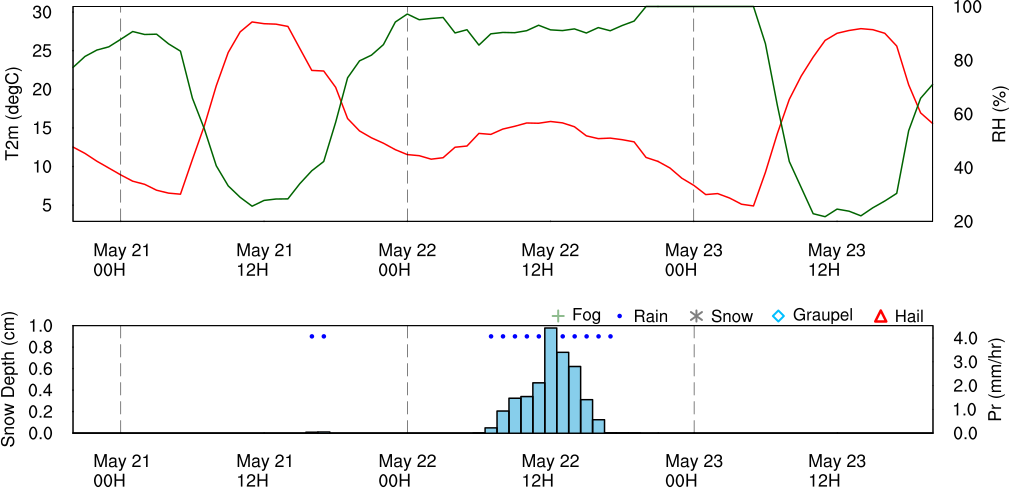 30
25
20
15
10
5
T2m (degC)
100
80
60
40
20
RH (%)
May 21 May 21 May 22 May 22 May 23 May 23
00H 12H 00H 12H 00H 12H
Fog Rain Snow Graupel Hail
1.0
0.8
0.6
0.4
0.2
0.0
Snow Depth (cm)
4.0
3.0
2.0
1.0
0.0
Pr (mm/hr)
May 21 May 21 May 22 May 22 May 23 May 23
00H 12H 00H 12H 00H 12H